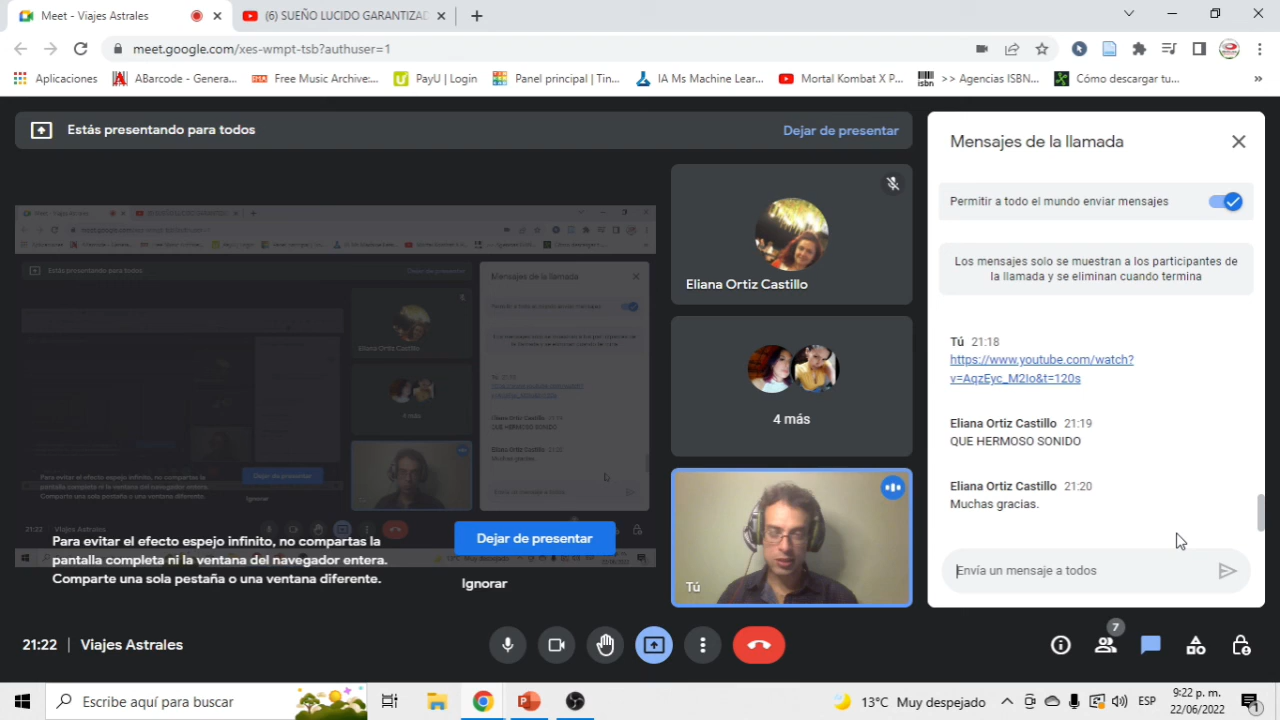 Meet - Viajes Astrales
(6) SUEÑO LUCIDO GARANTIZAD
meet.google.com/xes-wmpt-tsb?authuser=1
Aplicaciones
ABarcode - Genera...
Free Music Archive:...
PayU | Login
Panel principal | Tin...
IA Ms Machine Lear...
Mortal Kombat X P...
>> Agencias ISBN...
Cómo descargar tu...
Estás presentando para todos
Dejar de presentar
Para evitar el efecto espejo infinito, no compartas la
pantalla completa ni la ventana del navegador entera.
Comparte una sola pestaña o una ventana diferente.
Dejar de presentar
Ignorar
Eliana Ortiz Castillo
4 más
Tú
Mensajes de la llamada
Permitir a todo el mundo enviar mensajes
Los mensajes solo se muestran a los participantes de
la llamada y se eliminan cuando termina
Tú 21:18
https://www.youtube.com/watch?
v=AqzEyc_M2Io&t=120s
Eliana Ortiz Castillo 21:19
QUE HERMOSO SONIDO
Eliana Ortiz Castillo 21:20
Muchas gracias.
Envía un mensaje a todos
21:22 | Viajes Astrales
7
Escribe aquí para buscar
13°C Muy despejado
ESP
9:22 p. m.
22/06/2022
1